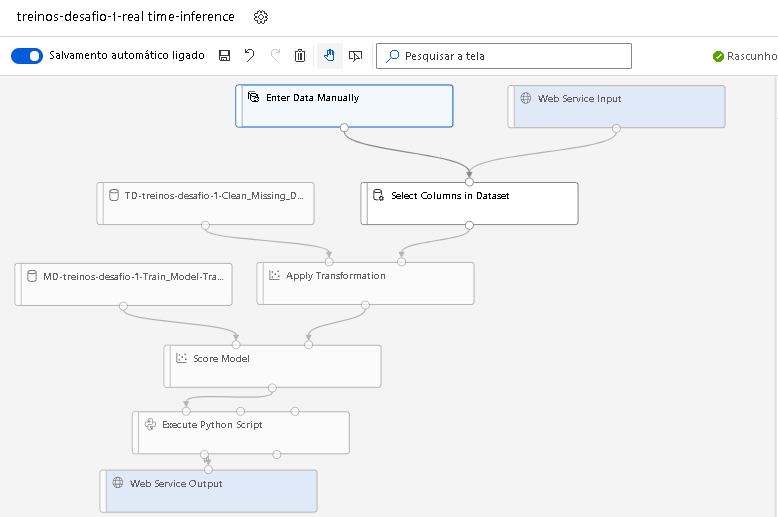 treinos-desafio-1-real time-inference
Salvamento automático ligado
Pesquisar a tela
Rascunho
Enter Data Manually
Web Service Input
TD-treinos-desafio-1-Clean_Missing_D...
Select Columns in Dataset
MD-treinos-desafio-1-Train_Model-Tra...
Apply Transformation
Score Model
Execute Python Script
Web Service Output